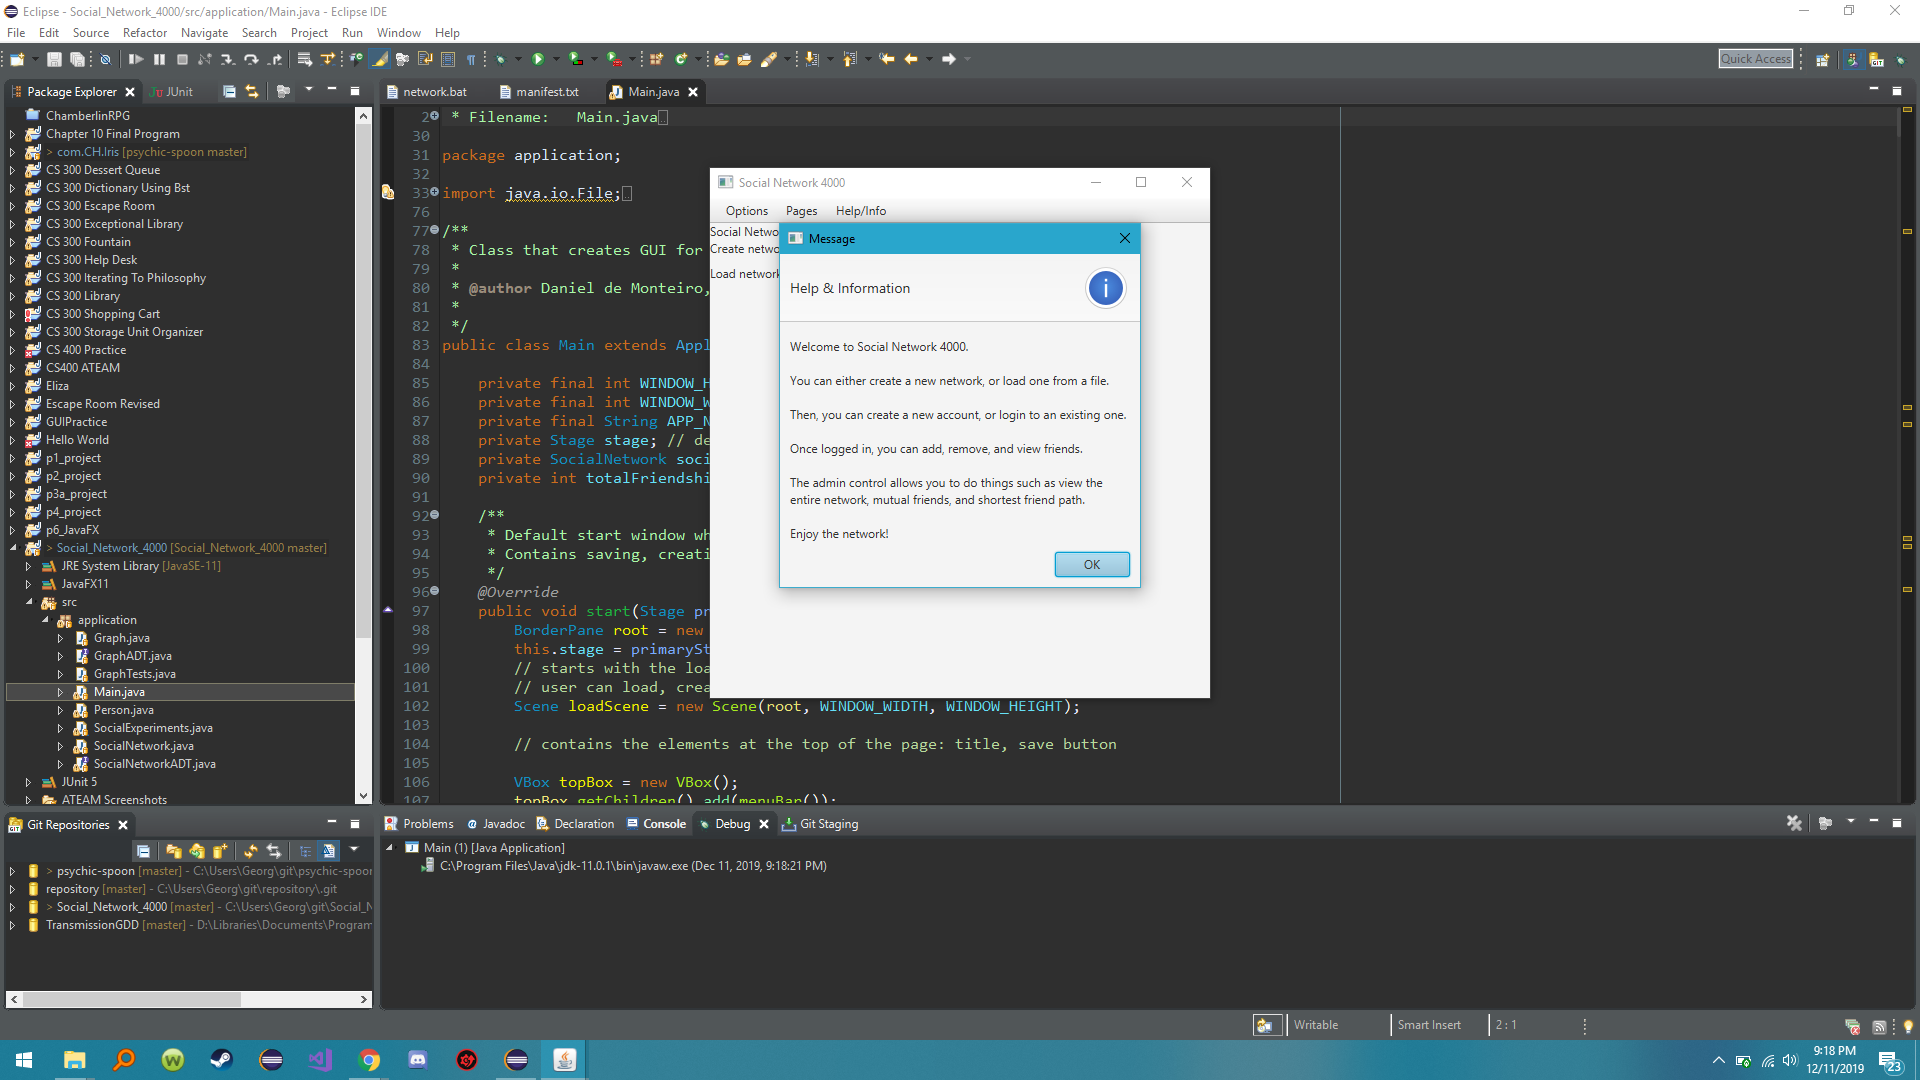 Eclipse - Social_Network_4000/src/application/Main.java - Eclipse IDE
File Edit Source Refactor Navigate Search Project Run Window Help
Quick Access
Package Explorer
JUnit
ChamberlinRPG
Chapter 10 Final Program
> com.CH.Iris [psychic-spoon master]
CS 300 Dessert Queue
CS 300 Dictionary Using Bst
CS 300 Escape Room
CS 300 Exceptional Library
CS 300 Fountain
CS 300 Help Desk
CS 300 Iterating To Philosophy
CS 300 Library
CS 300 Shopping Cart
CS 300 Storage Unit Organizer
CS 400 Practice
CS400 ATEAM
Eliza
Escape Room Revised
GUIPractice
Hello World
p1_project
p2_project
p3a_project
p4_project
p6_JavaFX
> Social_Network_4000 [Social_Network_4000 master]
JRE System Library [JavaSE-11]
JavaFX11
src
application
Graph.java
GraphADT.java
GraphTests.java
Main.java
Person.java
SocialExperiments.java
SocialNetwork.java
SocialNetworkADT.java
JUnit 5
ATEAM Screenshots
network.bat
manifest.txt
Main.java
2 * Filename: Main.java
30
31 package application;
32
33 import java.io.File;
76
77 /**
78 * Class that creates GUI for
79 *
80 * @author Daniel de Monteiro,
81 *
82 */
83 public class Main extends Appl
84
85 private final int WINDOW_H
86 private final int WINDOW_W
87 private final String APP_N
88 private Stage stage; // de
89 private SocialNetwork soci
90 private int totalFriendshi
91
92 /**
93 * Default start window wh
94 * Contains saving, creati
95 */
96 @Override
97 public void start(Stage pr
98 BorderPane root = new
99 this.stage = primarySt
100 // starts with the loa
101 // user can load, crea
102 Scene loadScene = new Scene(root, WINDOW_WIDTH, WINDOW_HEIGHT);
103
104 // contains the elements at the top of the page: title, save button
105
106 VBox topBox = new VBox();
107 topBox.getChildren().add(menuBar());
Social Network 4000
Options Pages Help/Info
Social Netwo
Create netwo
Load network
Message
Help & Information
Welcome to Social Network 4000.
You can either create a new network, or load one from a file.
Then, you can create a new account, or login to an existing one.
Once logged in, you can add, remove, and view friends.
The admin control allows you to do things such as view the
entire network, mutual friends, and shortest friend path.
Enjoy the network!
OK
Git Repositories
> psychic-spoon [master] - C:\Users\Georg\git\psychic-spoon
repository [master] - C:\Users\Georg\git\repository\.git
> Social_Network_4000 [master] - C:\Users\Georg\git\Social_N
TransmissionGDD [master] - D:\Libraries\Documents\Program
Problems Javadoc Declaration Console Debug Git Staging
Main (1) [Java Application]
C:\Program Files\Java\jdk-11.0.1\bin\javaw.exe (Dec 11, 2019, 9:18:21 PM)
Writable Smart Insert 2 : 1
9:18 PM
12/11/2019
23